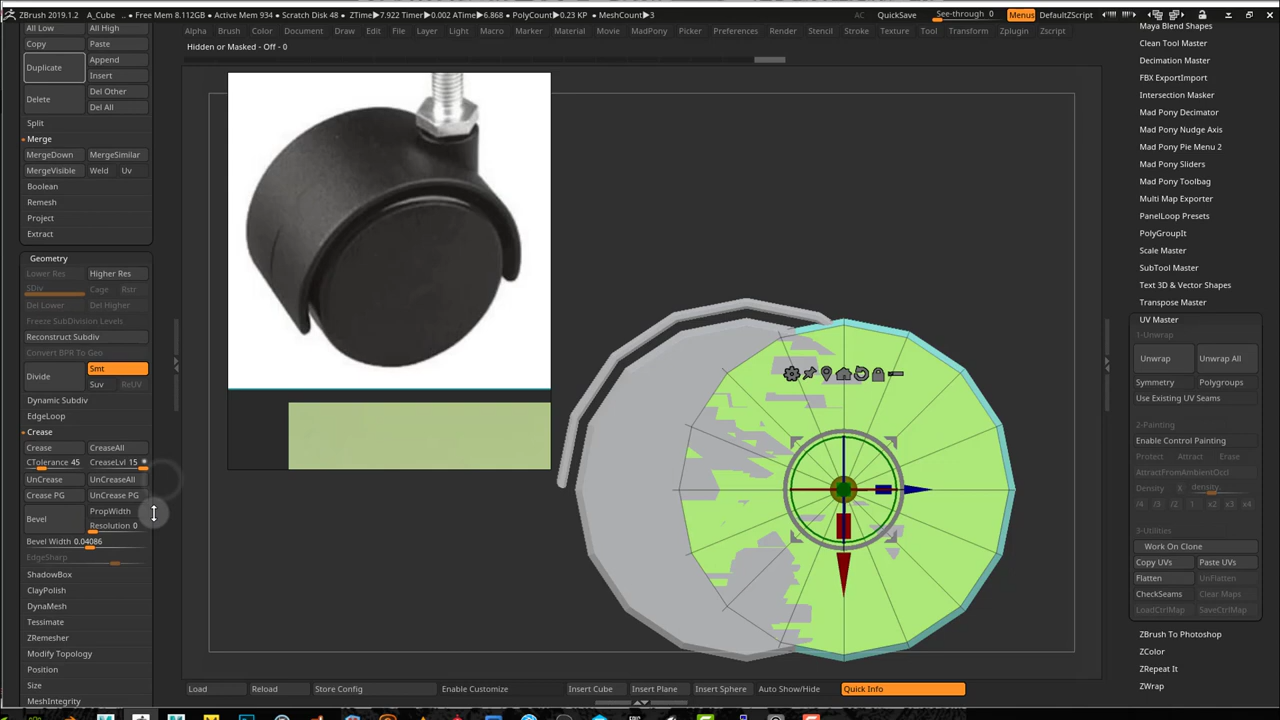 ZBrush 2019.1.2 A_Cube .. • Free Mem 8.112GB • Active Mem 934 • Scratch Disk 48 • ZTime▶7.922 Timer▶0.002 ATime▶6.868 • PolyCount▶0.23 KP • MeshCount▶3 AC QuickSave See-through 0 Menus DefaultZScript
Alpha Brush Color Document Draw Edit File Layer Light Macro Marker Material Movie MadPony Picker Preferences Render Stencil Stroke Texture Tool Transform Zplugin Zscript
Hidden or Masked - Off - 0
All Low All High
Copy Paste
Duplicate Append
Insert
Delete Del Other
Del All
Split
Merge
MergeDown MergeSimilar
MergeVisible Weld Uv
Boolean
Remesh
Project
Extract
Geometry
Lower Res Higher Res
SDiv Cage Rstr
Del Lower Del Higher
Freeze SubDivision Levels
Reconstruct Subdiv
Convert BPR To Geo
Divide Smt
Suv ReUV
Dynamic Subdiv
EdgeLoop
Crease
Crease CreaseAll
CTolerance 45 CreaseLvl 15
UnCrease UnCreaseAll
Crease PG UnCrease PG
Bevel PropWidth
Resolution 0
Bevel Width 0.04086
EdgeSharp
ShadowBox
ClayPolish
DynaMesh
Tessimate
ZRemesher
Modify Topology
Position
Size
MeshIntegrity
Load Reload Store Config Enable Customize Insert Cube Insert Plane Insert Sphere Auto Show/Hide Quick Info
Maya Blend Shapes
Clean Tool Master
Decimation Master
FBX ExportImport
Intersection Masker
Mad Pony Decimator
Mad Pony Nudge Axis
Mad Pony Pie Menu 2
Mad Pony Sliders
Mad Pony Toolbag
Multi Map Exporter
PanelLoop Presets
PolyGroupIt
Scale Master
SubTool Master
Text 3D & Vector Shapes
Transpose Master
UV Master
1-Unwrap
Unwrap Unwrap All
Symmetry Polygroups
Use Existing UV Seams
2-Painting
Enable Control Painting
Protect Attract Erase
AttractFromAmbientOccl
Density X density_
/4 /3 /2 1 x2 x3 x4
3-Utilities
Work On Clone
Copy UVs Paste UVs
Flatten UnFlatten
CheckSeams Clear Maps
LoadCtrlMap SaveCtrlMap
ZBrush To Photoshop
ZColor
ZRepeat It
ZWrap